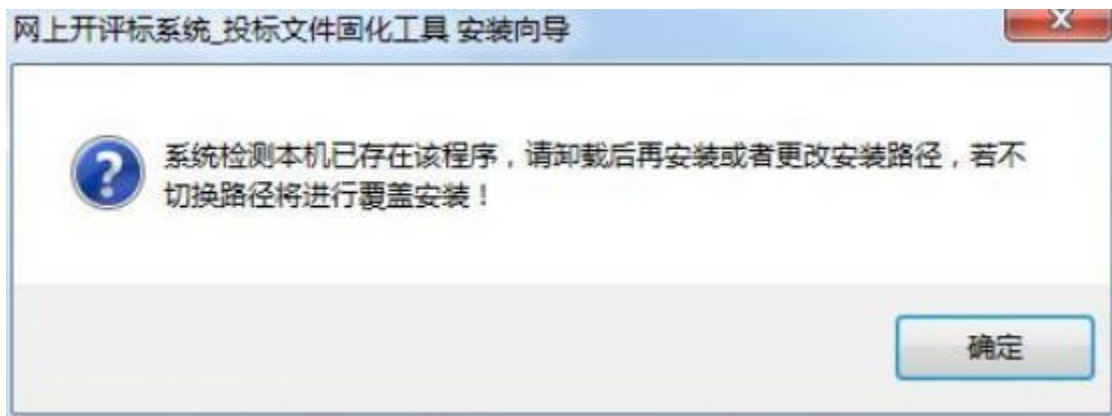 网上开评标系统_投标文件固化工具 安装向导
系统检测本机已存在该程序，请卸载后再安装或者更改安装路径，若不
切换路径将进行覆盖安装！
确定